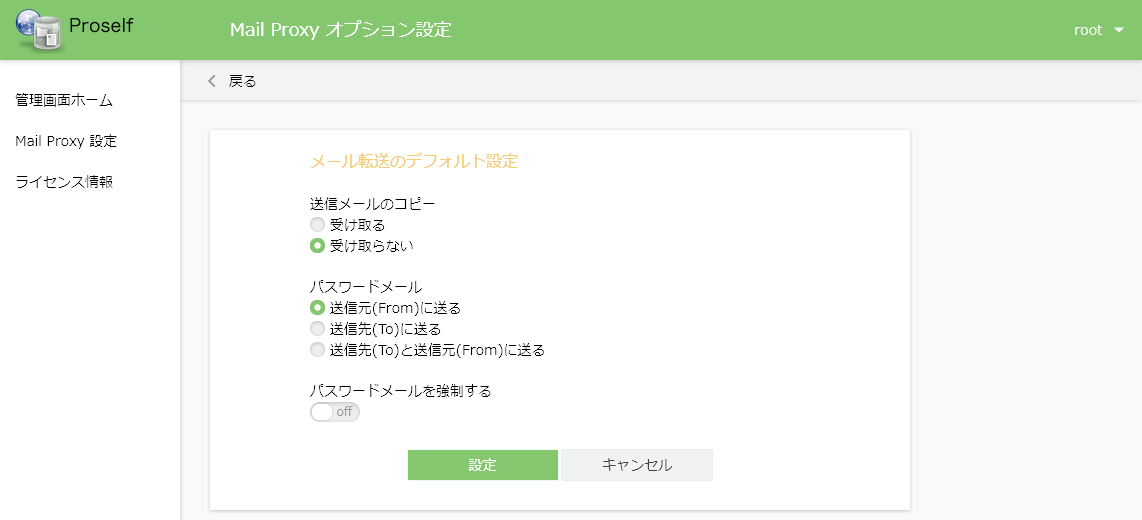 Proself
Mail Proxy オプション設定
root
戻る
管理画面ホーム
Mail Proxy 設定
ライセンス情報
メール転送のデフォルト設定
送信メールのコピー
受け取る
受け取らない
パスワードメール
送信元(From)に送る
送信先(To)に送る
送信先(To)と送信元(From)に送る
パスワードメールを強制する
off
設定
キャンセル